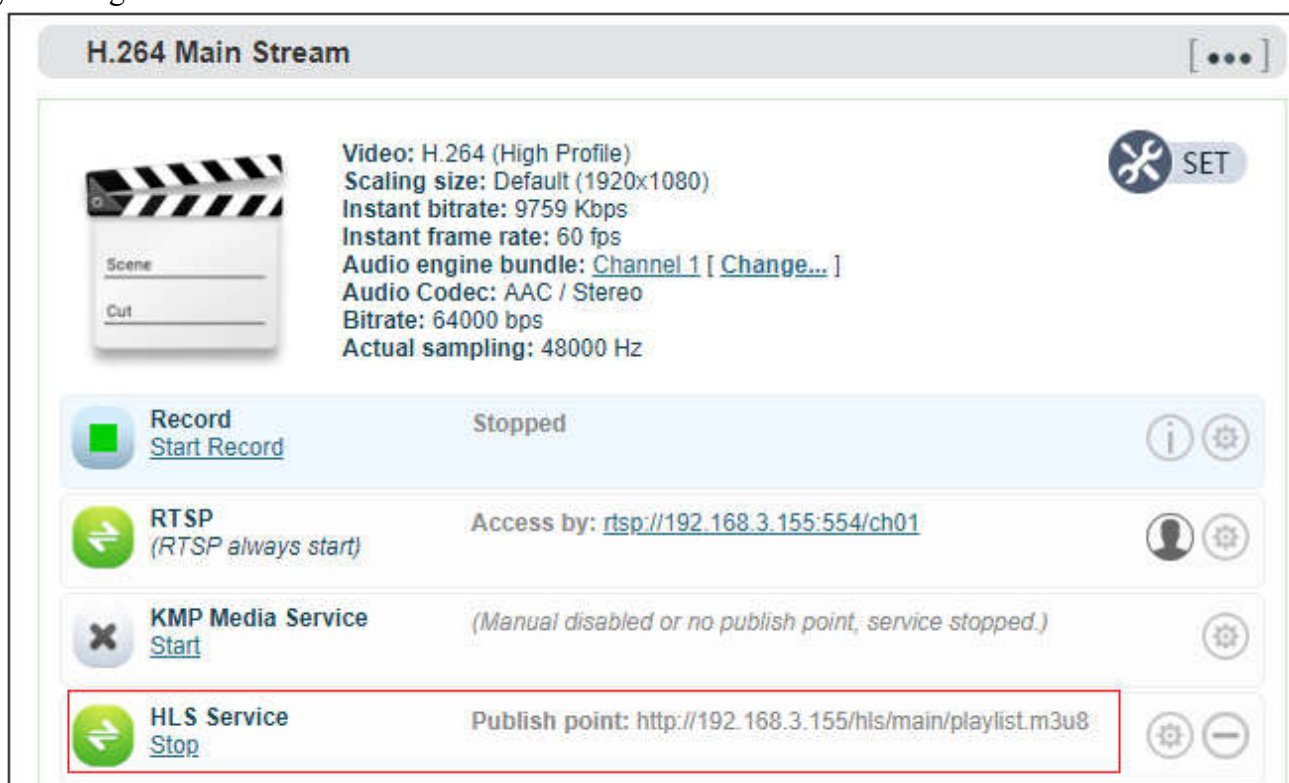 H.264 Main Stream
[•••]
Video: H.264 (High Profile)
Scaling size: Default (1920x1080)
Instant bitrate: 9759 Kbps
Instant frame rate: 60 fps
Audio engine bundle: Channel 1 [ Change... ]
Audio Codec: AAC / Stereo
Bitrate: 64000 bps
Actual sampling: 48000 Hz
SET
Scene
Cut
Record
Start Record
Stopped
RTSP
(RTSP always start)
Access by: rtsp://192.168.3.155:554/ch01
KMP Media Service
Start
(Manual disabled or no publish point, service stopped.)
HLS Service
Stop
Publish point: http://192.168.3.155/hls/main/playlist.m3u8